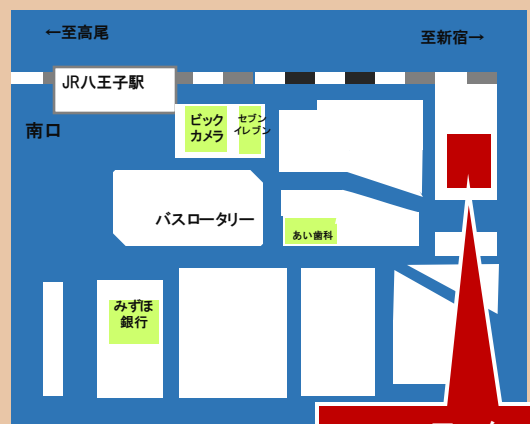 ←至高尾
至新宿→
JR八王子駅
南口
ビック
カメラ
セブン
イレブン
バスロータリー
あい歯科
みずほ
銀行